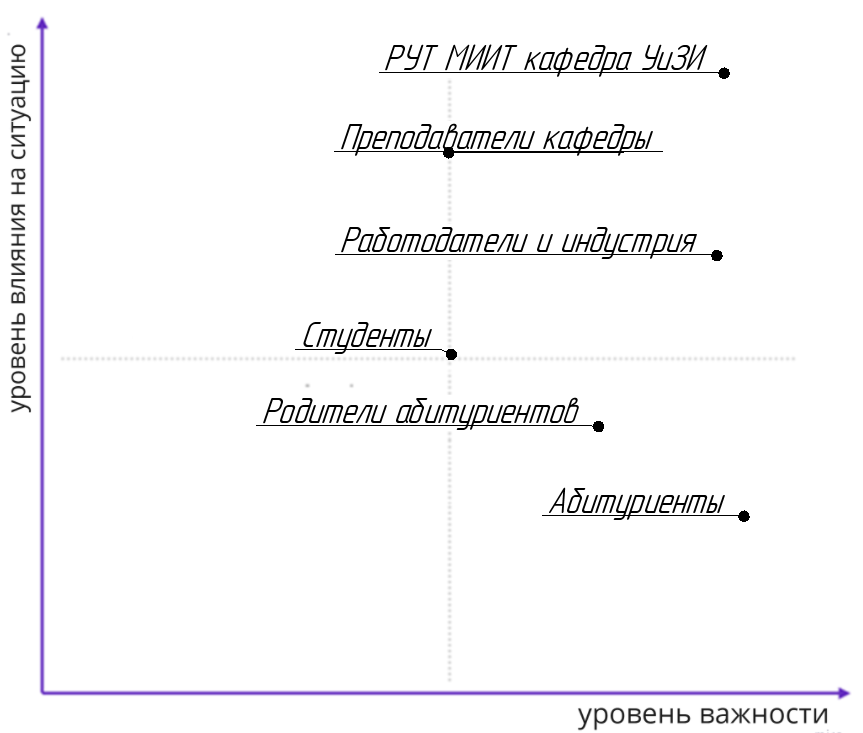 уровень влияния на ситуацию
РУТ МИИТ кафедра УиЗИ
Преподаватели кафедры
Работодатели и индустрия
Студенты
Родители абитуриентов
Абитуриенты
уровень важности